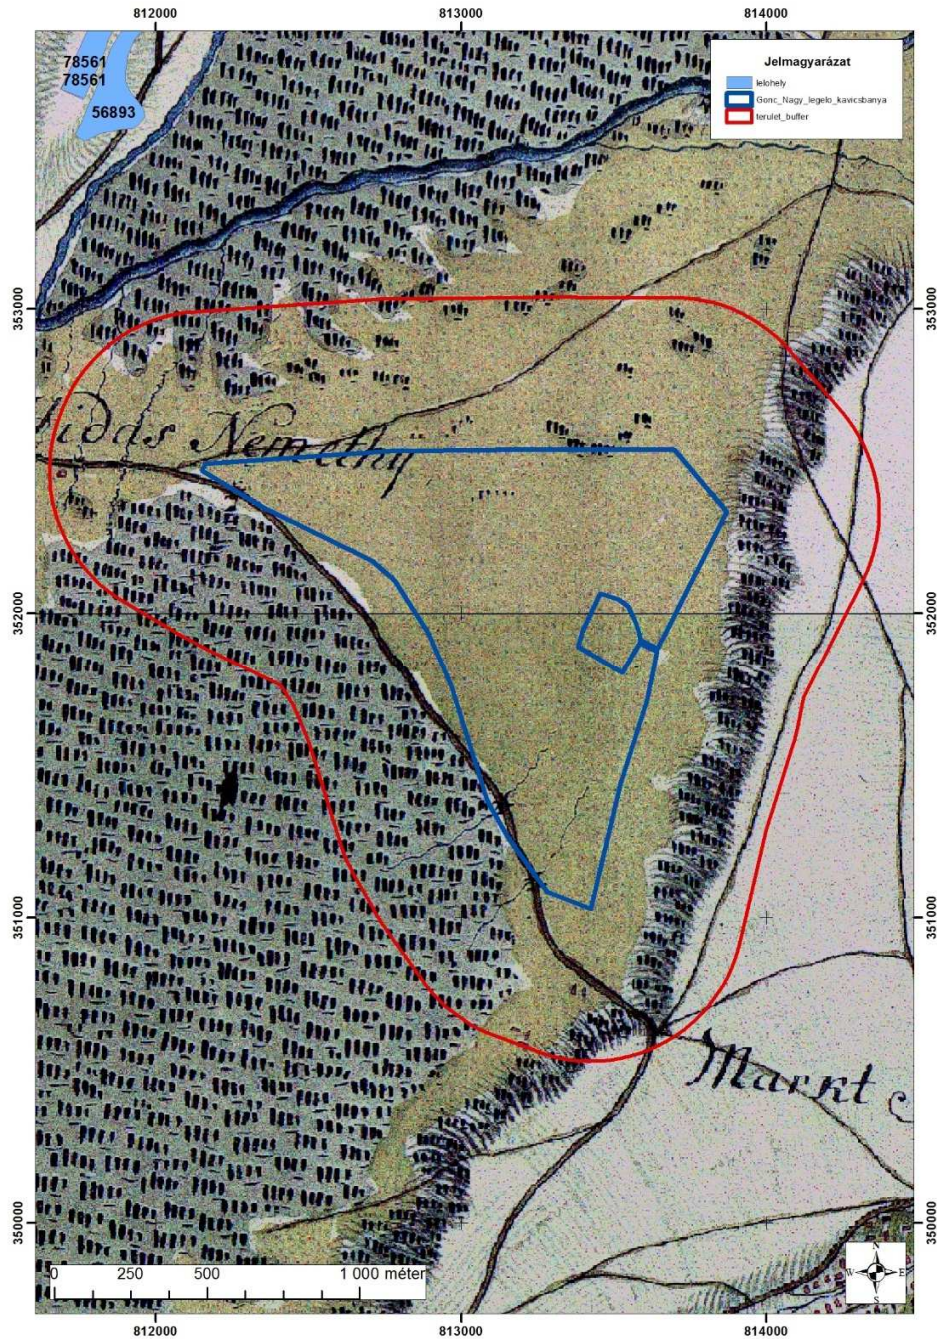 812000 813000 814000
78561
78561
56893
Jelmagyarázat
lelohely
Gonc_Nagy_legelo_kavicsbanya
terulet_buffer
353000 353000
Nemethy
352000 352000
351000 351000
Markt
350000 350000
N
W E
S
0 250 500 1 000 méter
812000 813000 814000